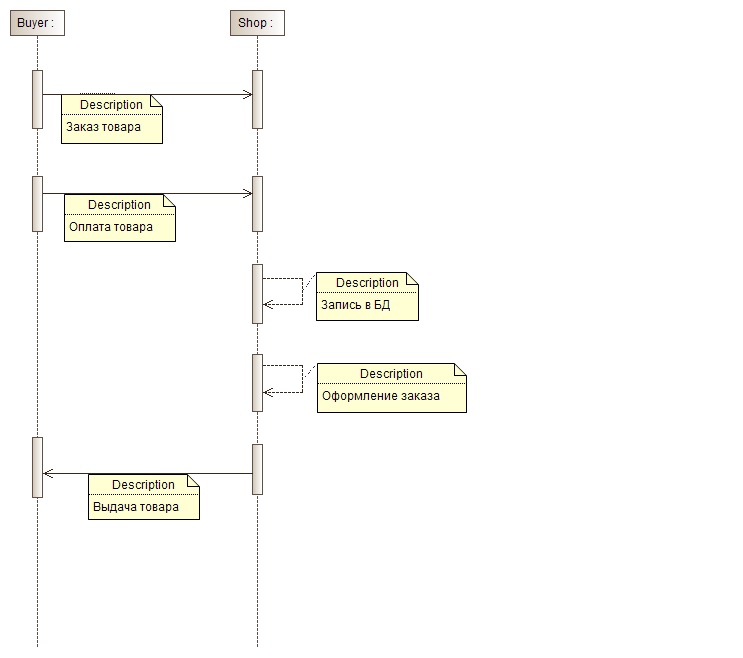 Buyer :
Shop :
Description
Заказ товара
Description
Оплата товара
Description
Запись в БД
Description
Оформление заказа
Description
Выдача товара